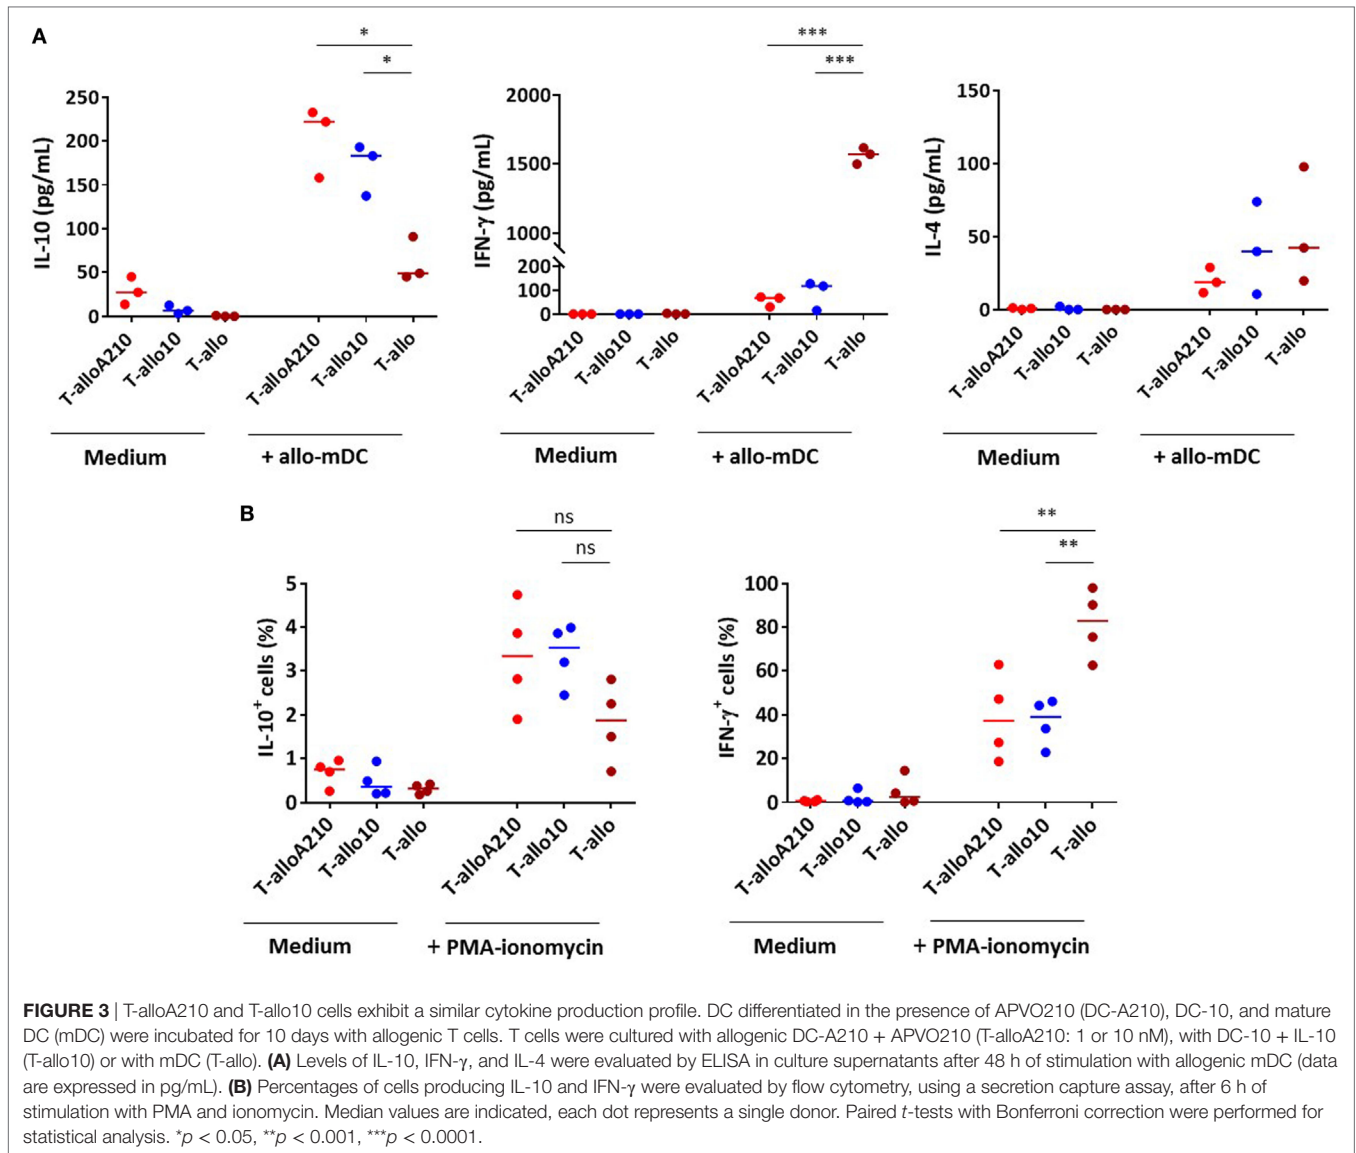 A
* *** 
* ***
IL-10 (pg/mL)
250
200
150
100
50
0
T-alloA210
T-allo10
T-allo
T-alloA210
T-allo10
T-allo
Medium
+ allo-mDC
IFN-γ (pg/mL)
2000
1500
1000
200
100
0
T-alloA210
T-allo10
T-allo
T-alloA210
T-allo10
T-allo
Medium
+ allo-mDC
IL-4 (pg/mL)
150
100
50
0
T-alloA210
T-allo10
T-allo
T-alloA210
T-allo10
T-allo
Medium
+ allo-mDC
B
ns
ns
IL-10+ cells (%)
5
4
3
2
1
0
T-alloA210
T-allo10
T-allo
T-alloA210
T-allo10
T-allo
Medium
+ PMA-ionomycin
**
**
IFN-γ+ cells (%)
100
80
60
40
20
0
T-alloA210
T-allo10
T-allo
T-alloA210
T-allo10
T-allo
Medium
+ PMA-ionomycin
FIGURE 3 | T-alloA210 and T-allo10 cells exhibit a similar cytokine production profile. DC differentiated in the presence of APVO210 (DC-A210), DC-10, and mature
DC (mDC) were incubated for 10 days with allogenic T cells. T cells were cultured with allogenic DC-A210 + APVO210 (T-alloA210: 1 or 10 nM), with DC-10 + IL-10
(T-allo10) or with mDC (T-allo). (A) Levels of IL-10, IFN-γ, and IL-4 were evaluated by ELISA in culture supernatants after 48 h of stimulation with allogenic mDC (data
are expressed in pg/mL). (B) Percentages of cells producing IL-10 and IFN-γ were evaluated by flow cytometry, using a secretion capture assay, after 6 h of
stimulation with PMA and ionomycin. Median values are indicated, each dot represents a single donor. Paired t-tests with Bonferroni correction were performed for
statistical analysis. *p < 0.05, **p < 0.001, ***p < 0.0001.